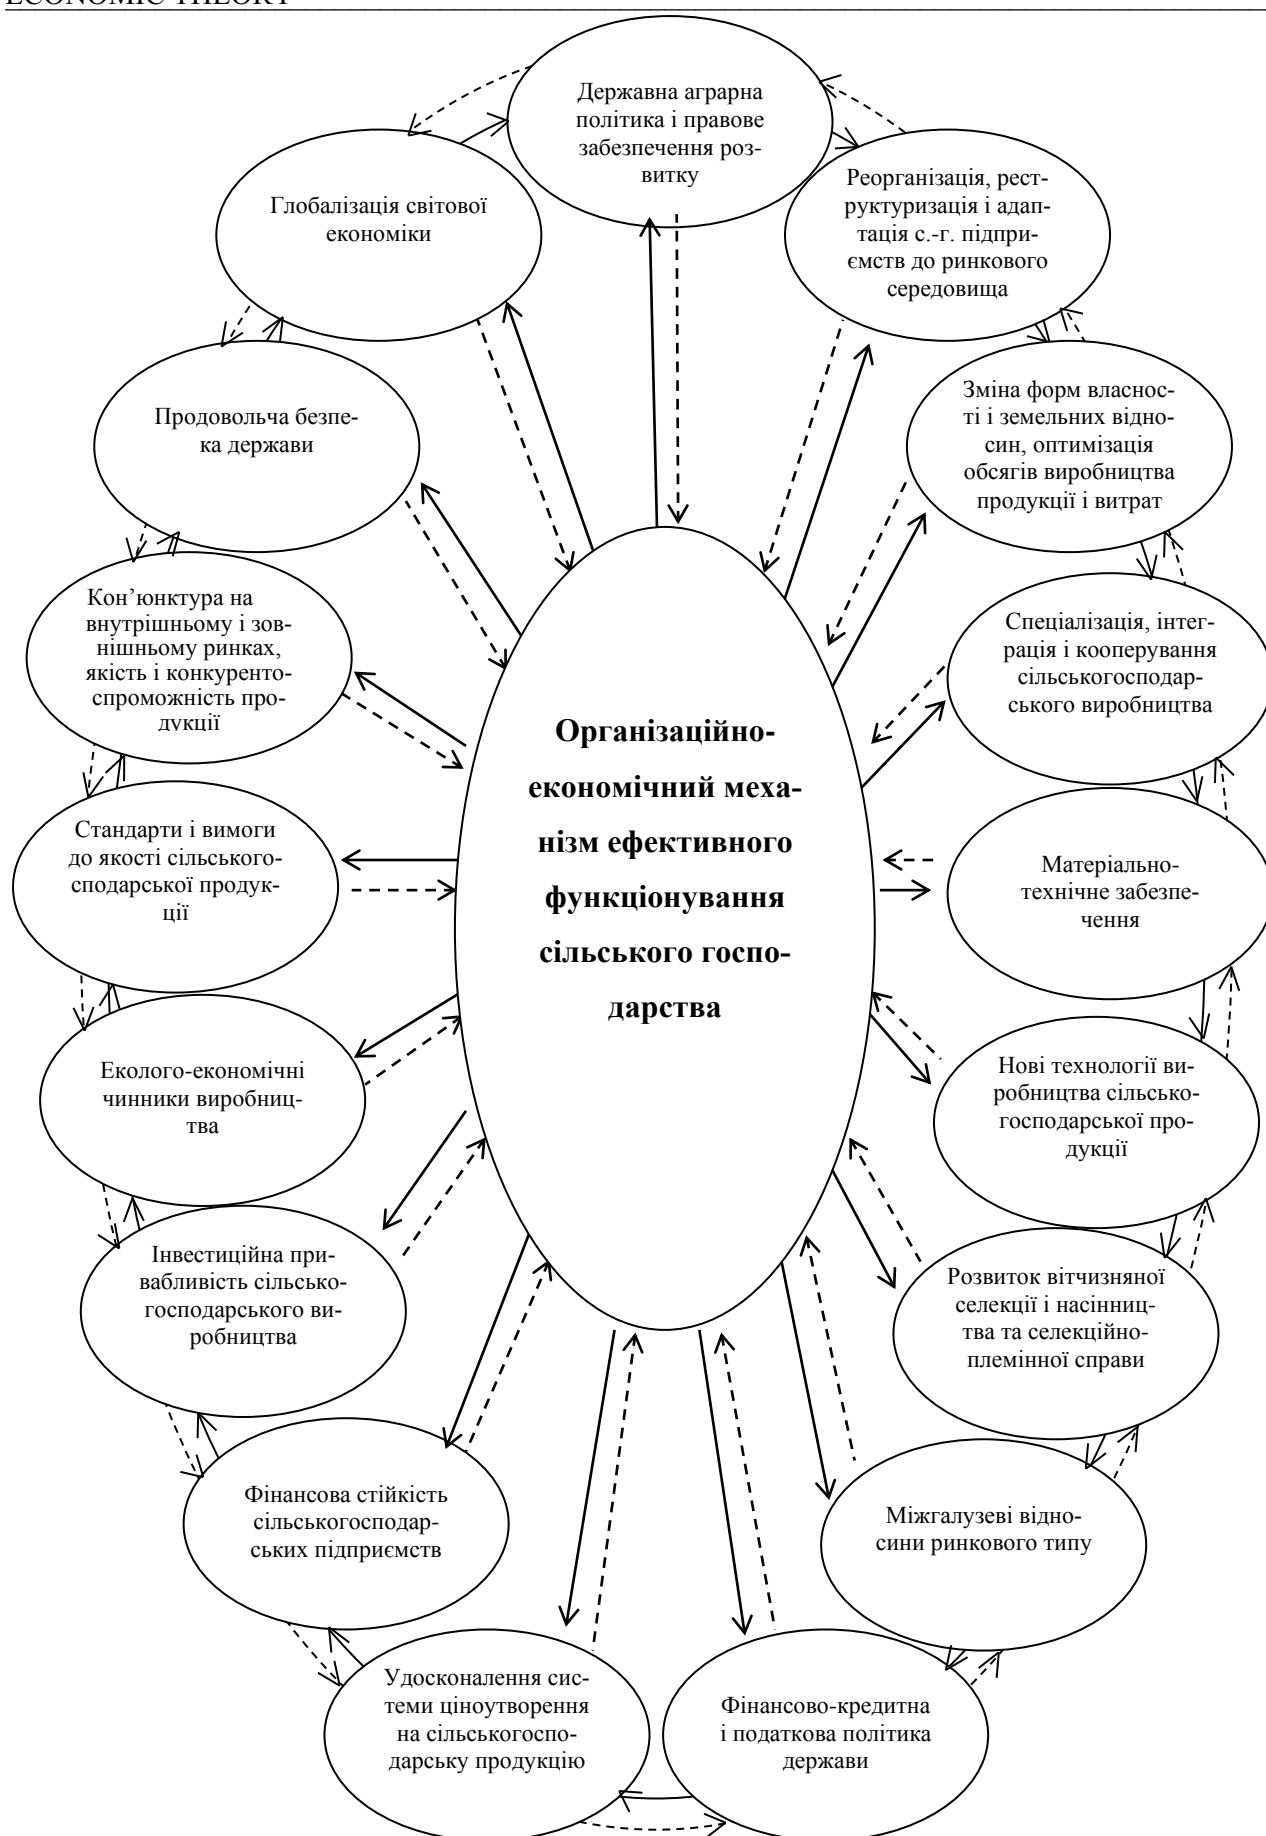 ECONOMIC THEORY
Державна аграрна
політика і правове
забезпечення роз-
витку
Глобалізація світової
економіки
Реорганізація, рест-
руктуризація і адап-
тація с.-г. підпри-
ємств до ринкового
середовища
Продовольча безпе-
ка держави
Зміна форм власнос-
ті і земельних відно-
син, оптимізація
обсягів виробництва
продукції і витрат
Кон’юнктура на
внутрішньому і зов-
нішньому ринках,
якість і конкуренто-
спроможність про-
дукції
Спеціалізація, інтег-
рація і кооперування
сільськогосподар-
ського виробництва
Організаційно-
економічний меха-
нізм ефективного
функціонування
сільського госпо-
дарства
Стандарти і вимоги
до якості сільського-
сподарської продук-
ції
Матеріально-
технічне забезпе-
чення
Еколого-економічні
чинники виробниц-
тва
Нові технології ви-
робництва сільсько-
господарської про-
дукції
Інвестиційна при-
вабливість сільсько-
господарського ви-
робництва
Розвиток вітчизняної
селекції і насінниц-
тва та селекційно-
племінної справи
Фінансова стійкість
сільськогосподар-
ських підприємств
Міжгалузеві відно-
сини ринкового типу
Удосконалення сис-
теми ціноутворення
на сільськогоспо-
дарську продукцію
Фінансово-кредитна
і податкова політика
держави